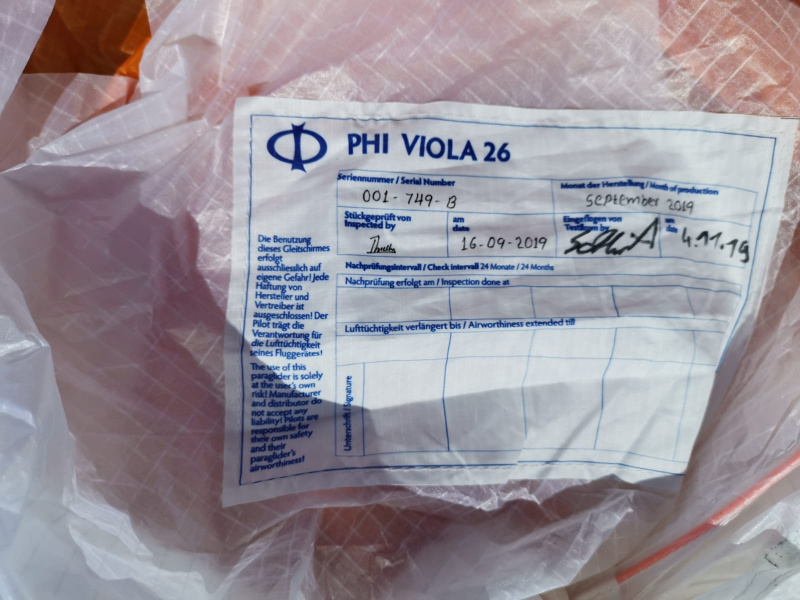 PHI VIOLA 26
Seriennummer / Serial Number
001-749-B
Monat der Herstellung / Month of production
September 2019
Stückgeprüft von
Inspected by
am
date
16-09-2019
Eingeflogen von
Testflown by
am
date
4.11.19
Nachprüfungsintervall / Check intervall 24 Monate / 24 Months
Nachprüfung erfolgt am / Inspection done at
Lufttüchtigkeit verlängert bis / Airworthiness extended till
Unterschrift / Signature
Die Benutzung
dieses Gleitschirmes
erfolgt
ausschliesslich auf
eigene Gefahr! Jede
Haftung von
Hersteller und
Vertreiber ist
ausgeschlossen! Der
Pilot trägt die
Verantwortung für
die Lufttüchtigkeit
seines Fluggerätes!
The use of this
paraglider is solely
at the user's own
risk! Manufacturer
and distributor do
not accept any
liability! Pilots are
responsible for
their own safety
and their
paraglider's
airworthiness!